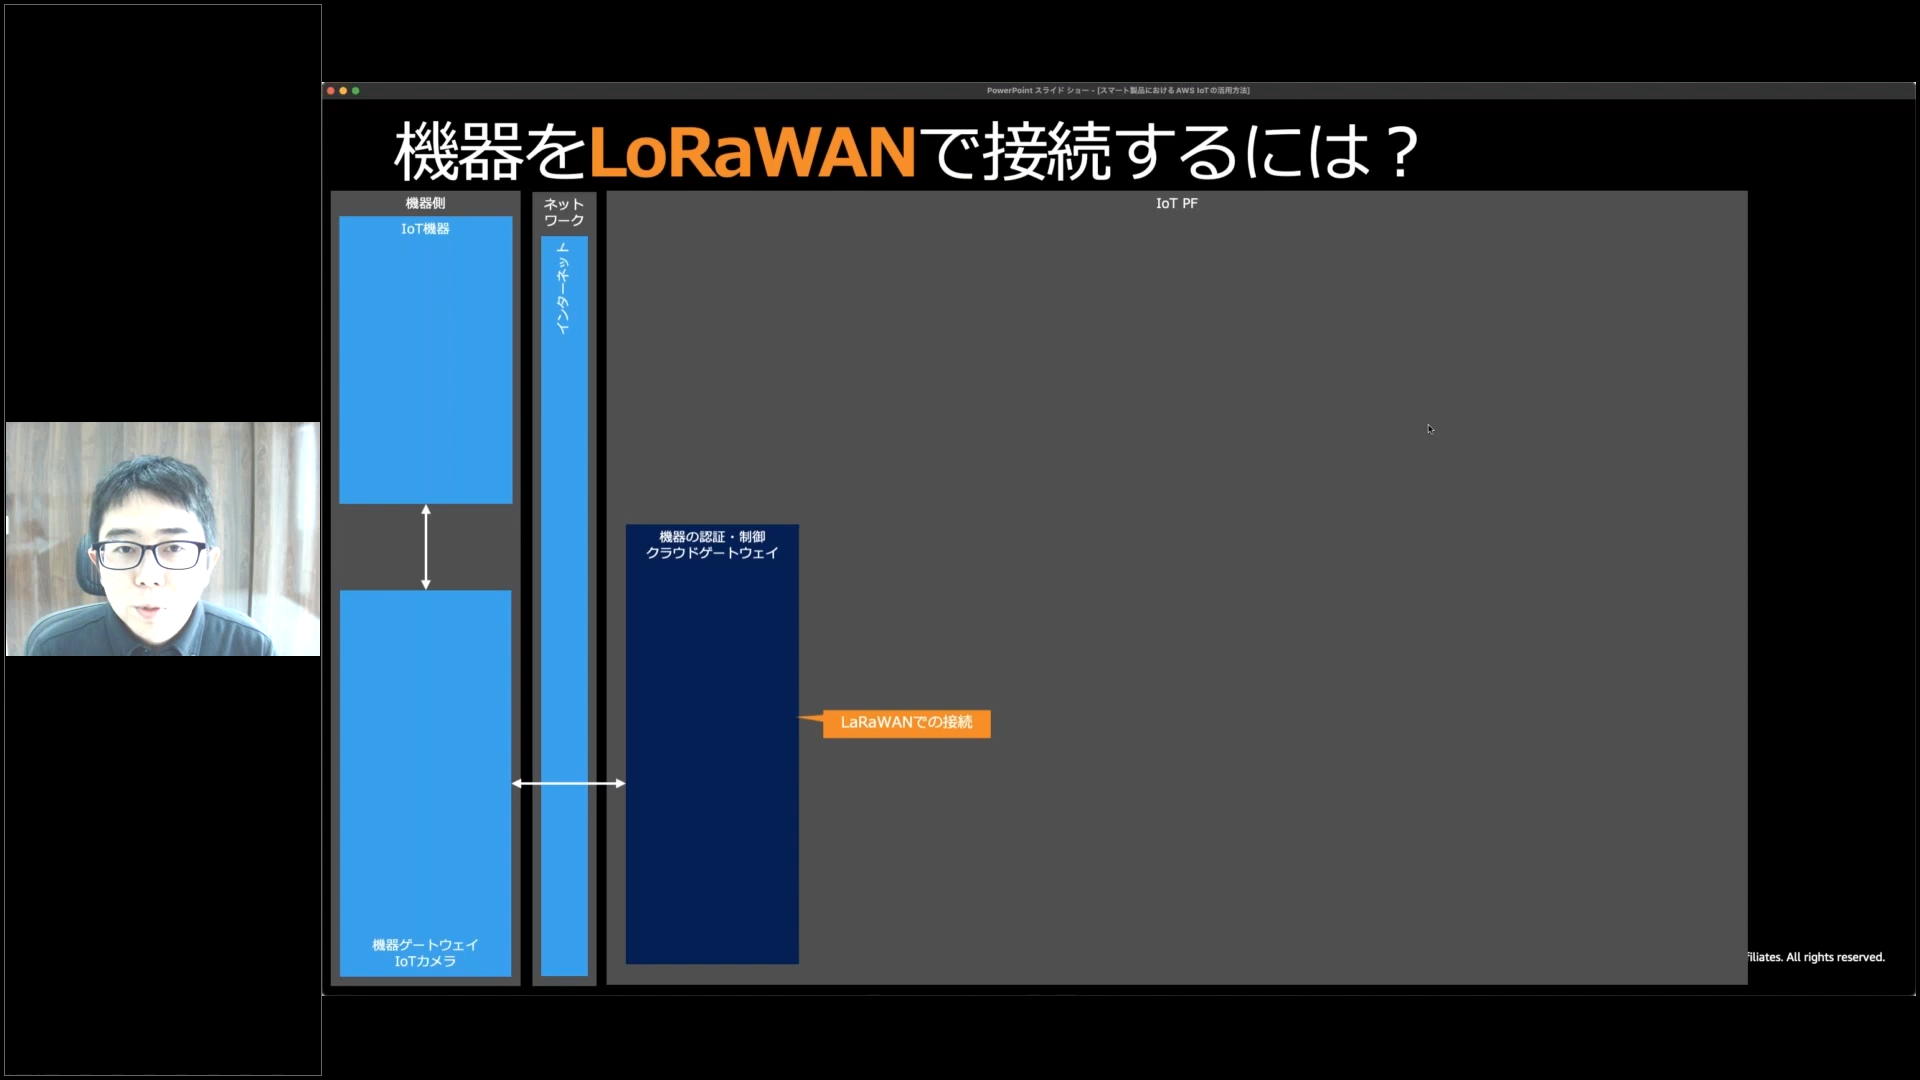 PowerPoint スライド ショー - [スマート製品における AWS IoT の活用方法]
機器をLoRaWANで接続するには？
機器側
IoT機器
機器ゲートウェイ
IoTカメラ
ネット
ワーク
インターネット
IoT PF
機器の認証・制御
クラウドゲートウェイ
LaRaWANでの接続
filiates. All rights reserved.